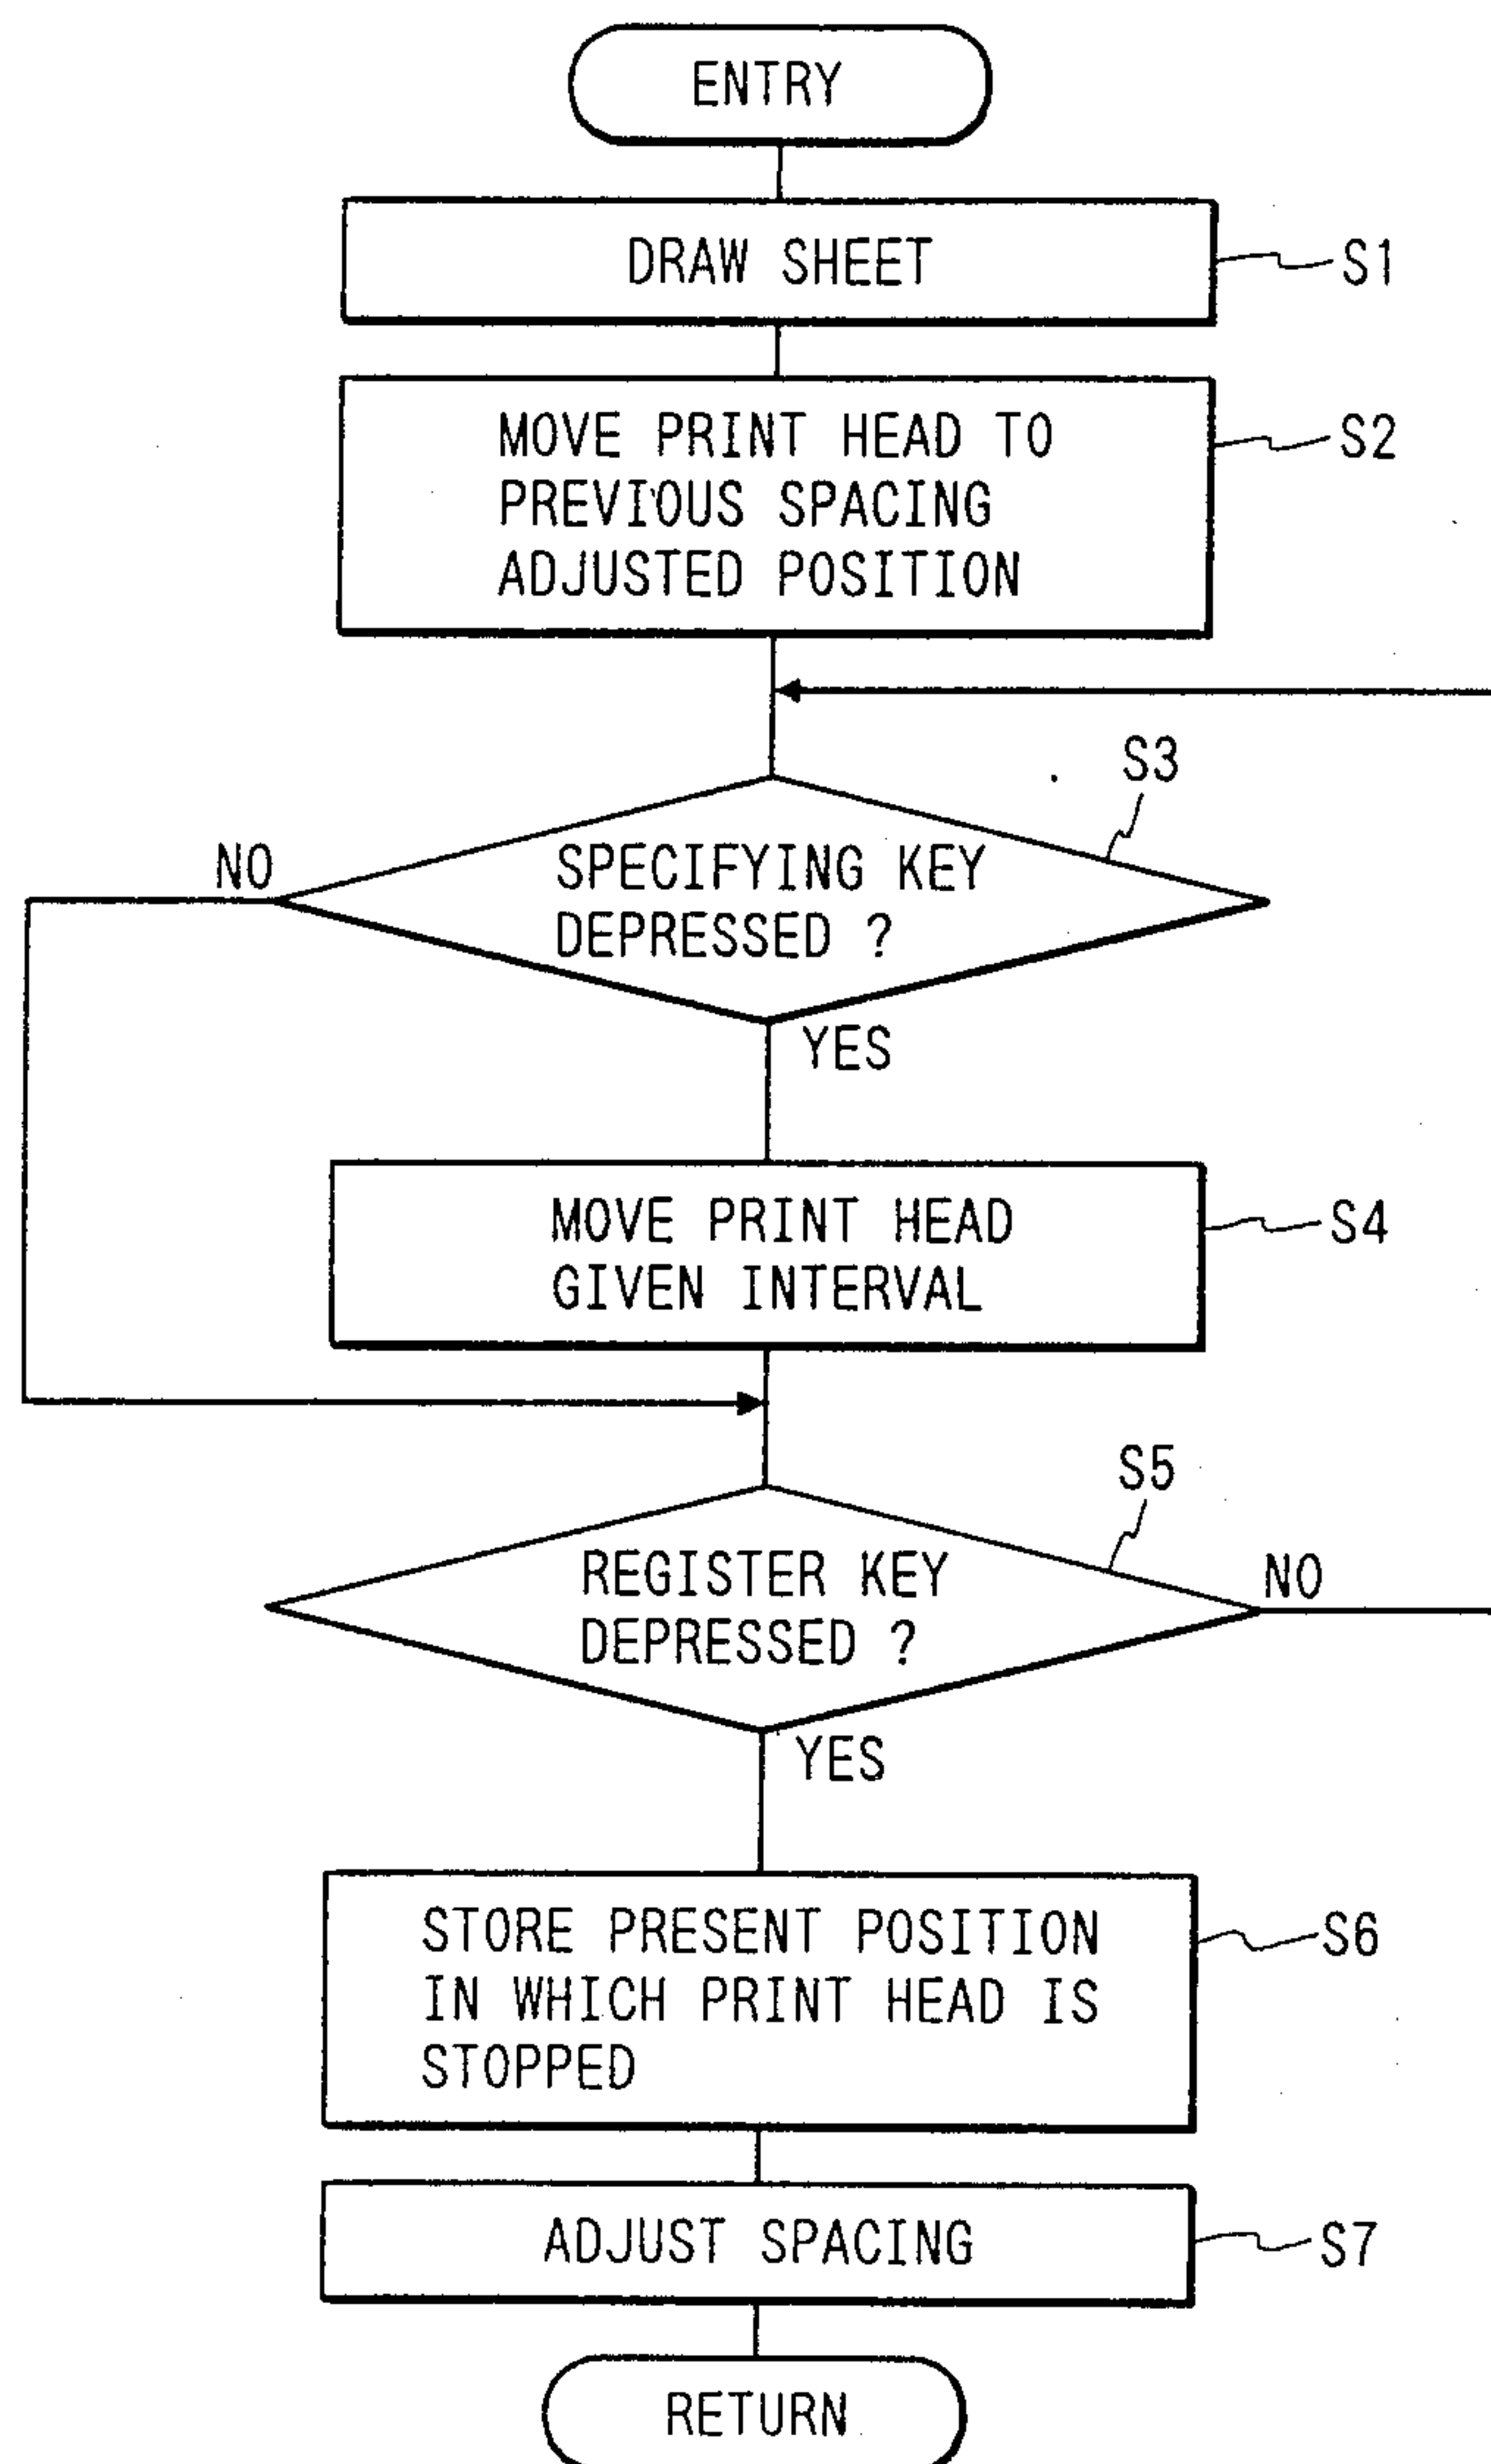 ENTRY
DRAW SHEET
S1
MOVE PRINT HEAD TO
PREVIOUS SPACING
ADJUSTED POSITION
S2
S3
NO
SPECIFYING KEY
DEPRESSED ?
YES
MOVE PRINT HEAD
GIVEN INTERVAL
S4
S5
REGISTER KEY
DEPRESSED ?
NO
YES
STORE PRESENT POSITION
IN WHICH PRINT HEAD IS
STOPPED
S6
ADJUST SPACING
S7
RETURN